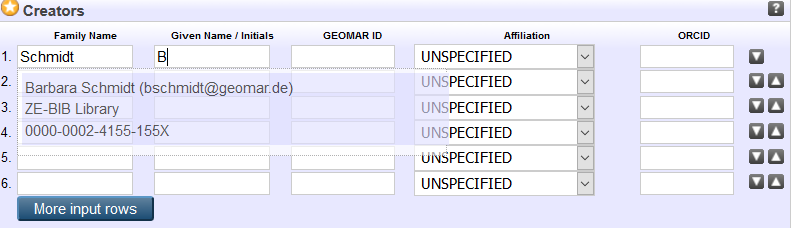 Creators ?
Family Name Given Name / Initials GEOMAR ID Affiliation ORCID
1. Schmidt B UNSPECIFIED
2. UNSPECIFIED
Barbara Schmidt (bschmidt@geomar.de)
3. UNSPECIFIED
ZE-BIB Library
4. UNSPECIFIED
0000-0002-4155-155X
5. UNSPECIFIED
6. UNSPECIFIED
More input rows